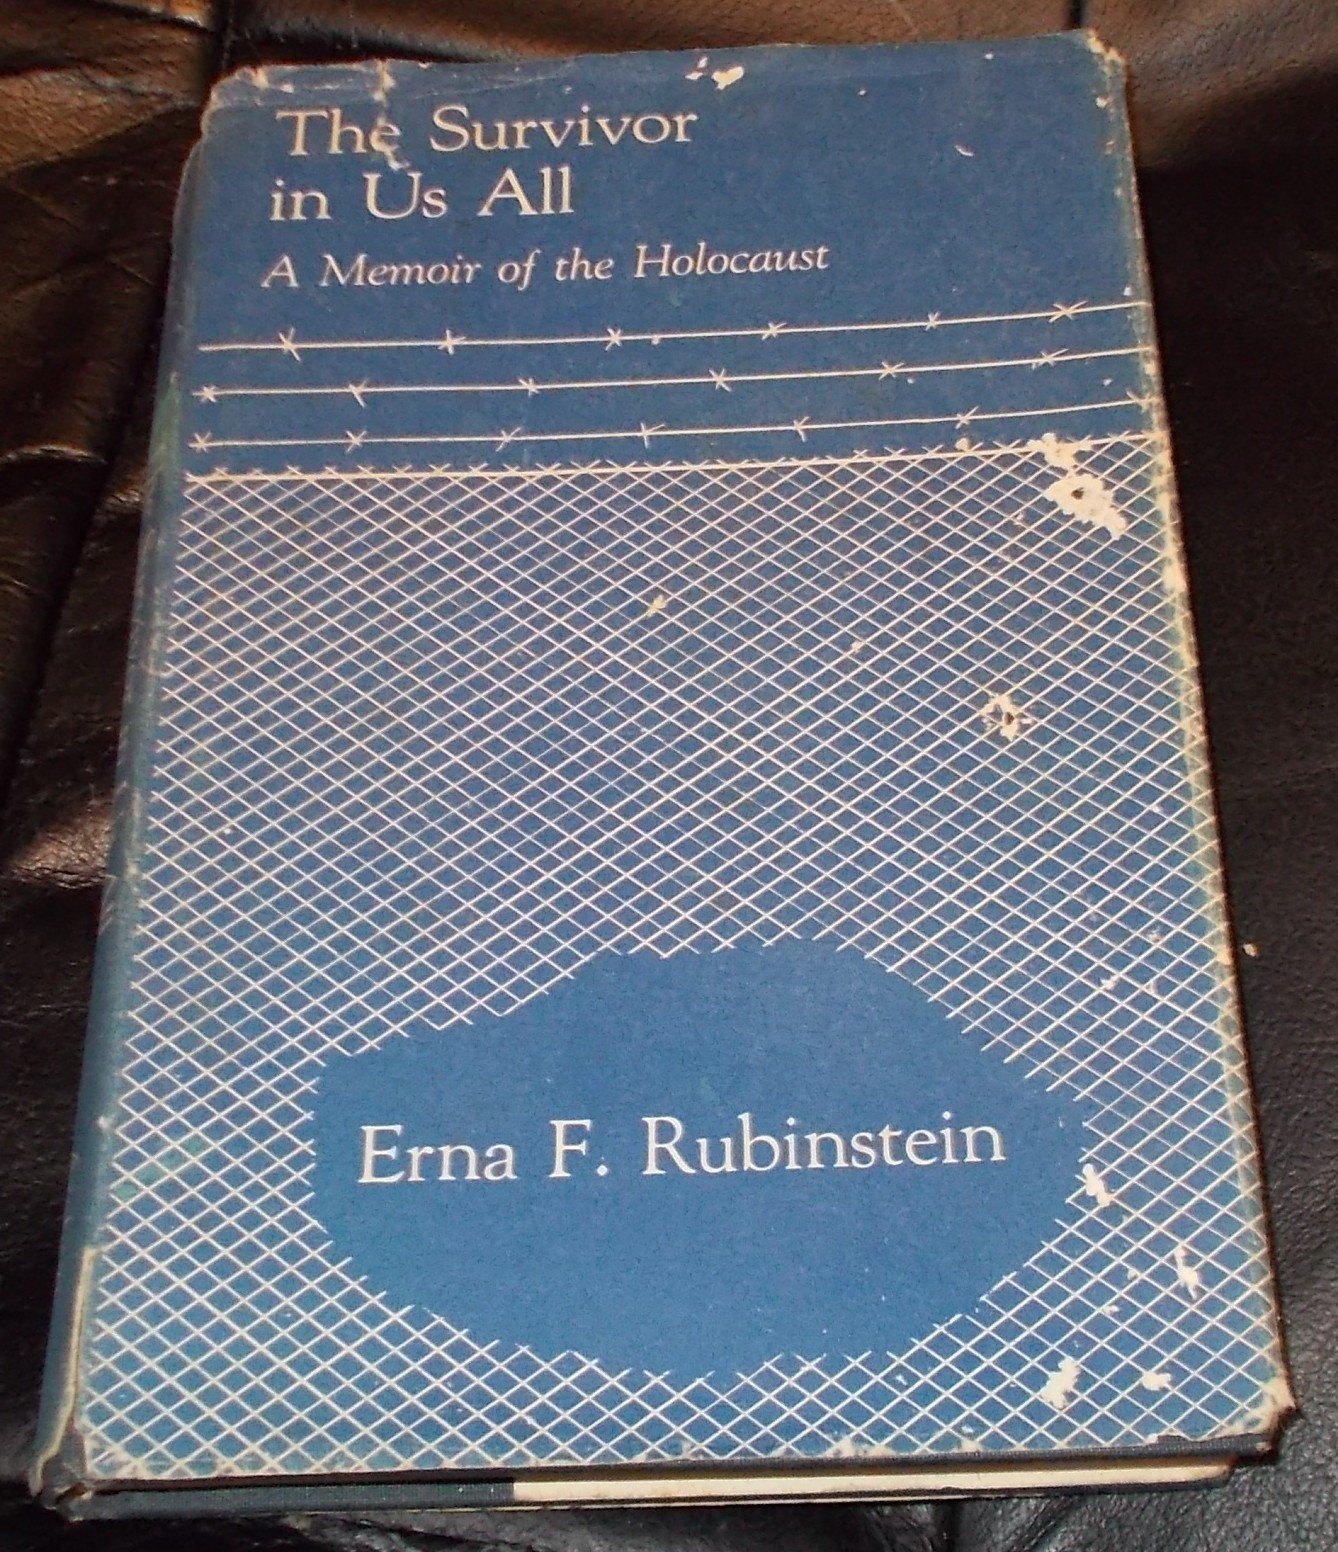 The Survivor
in Us All
A Memoir of the Holocaust
Erna F. Rubinstein